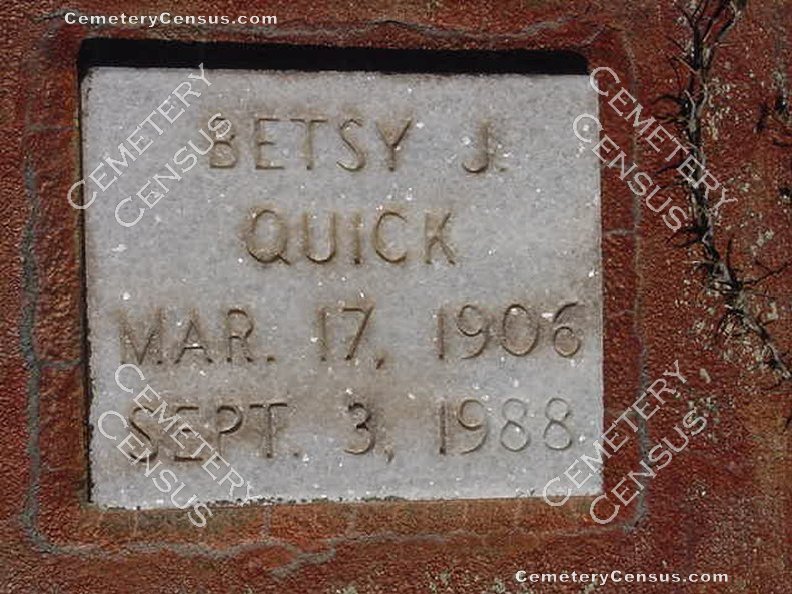 CemeteryCensus.com
BETSY J.
QUICK
MAR. 17, 1906
SEPT. 3, 1988
CEMETERY
CENSUS
CEMETERY
CENSUS
CEMETERY
CENSUS
CEMETERY
CENSUS
CemeteryCensus.com